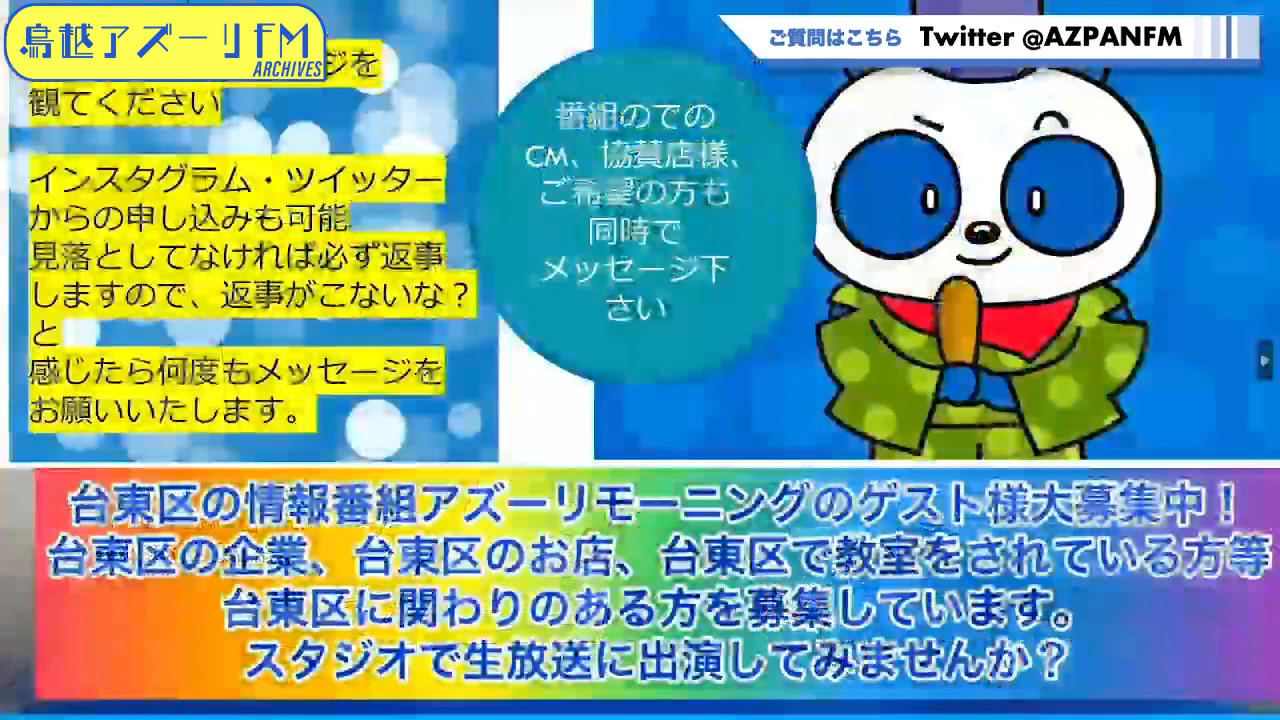 鳥越アズーリFM
ARCHIVES
ジを
観てください
インスタグラム・ツイッター
からの申し込みも可能
見落としてなければ必ず返事
しますので、返事がこないな？
と
感じたら何度もメッセージを
お願いいたします。
番組のでの
CM、協賛店様、
ご希望の方も
同時で
メッセージ下
さい
ご質問はこちら Twitter @AZPANFM
台東区の情報番組アズーリモーニングのゲスト様大募集中！
台東区の企業、台東区のお店、台東区で教室をされている方等
台東区に関わりのある方を募集しています。
スタジオで生放送に出演してみませんか？